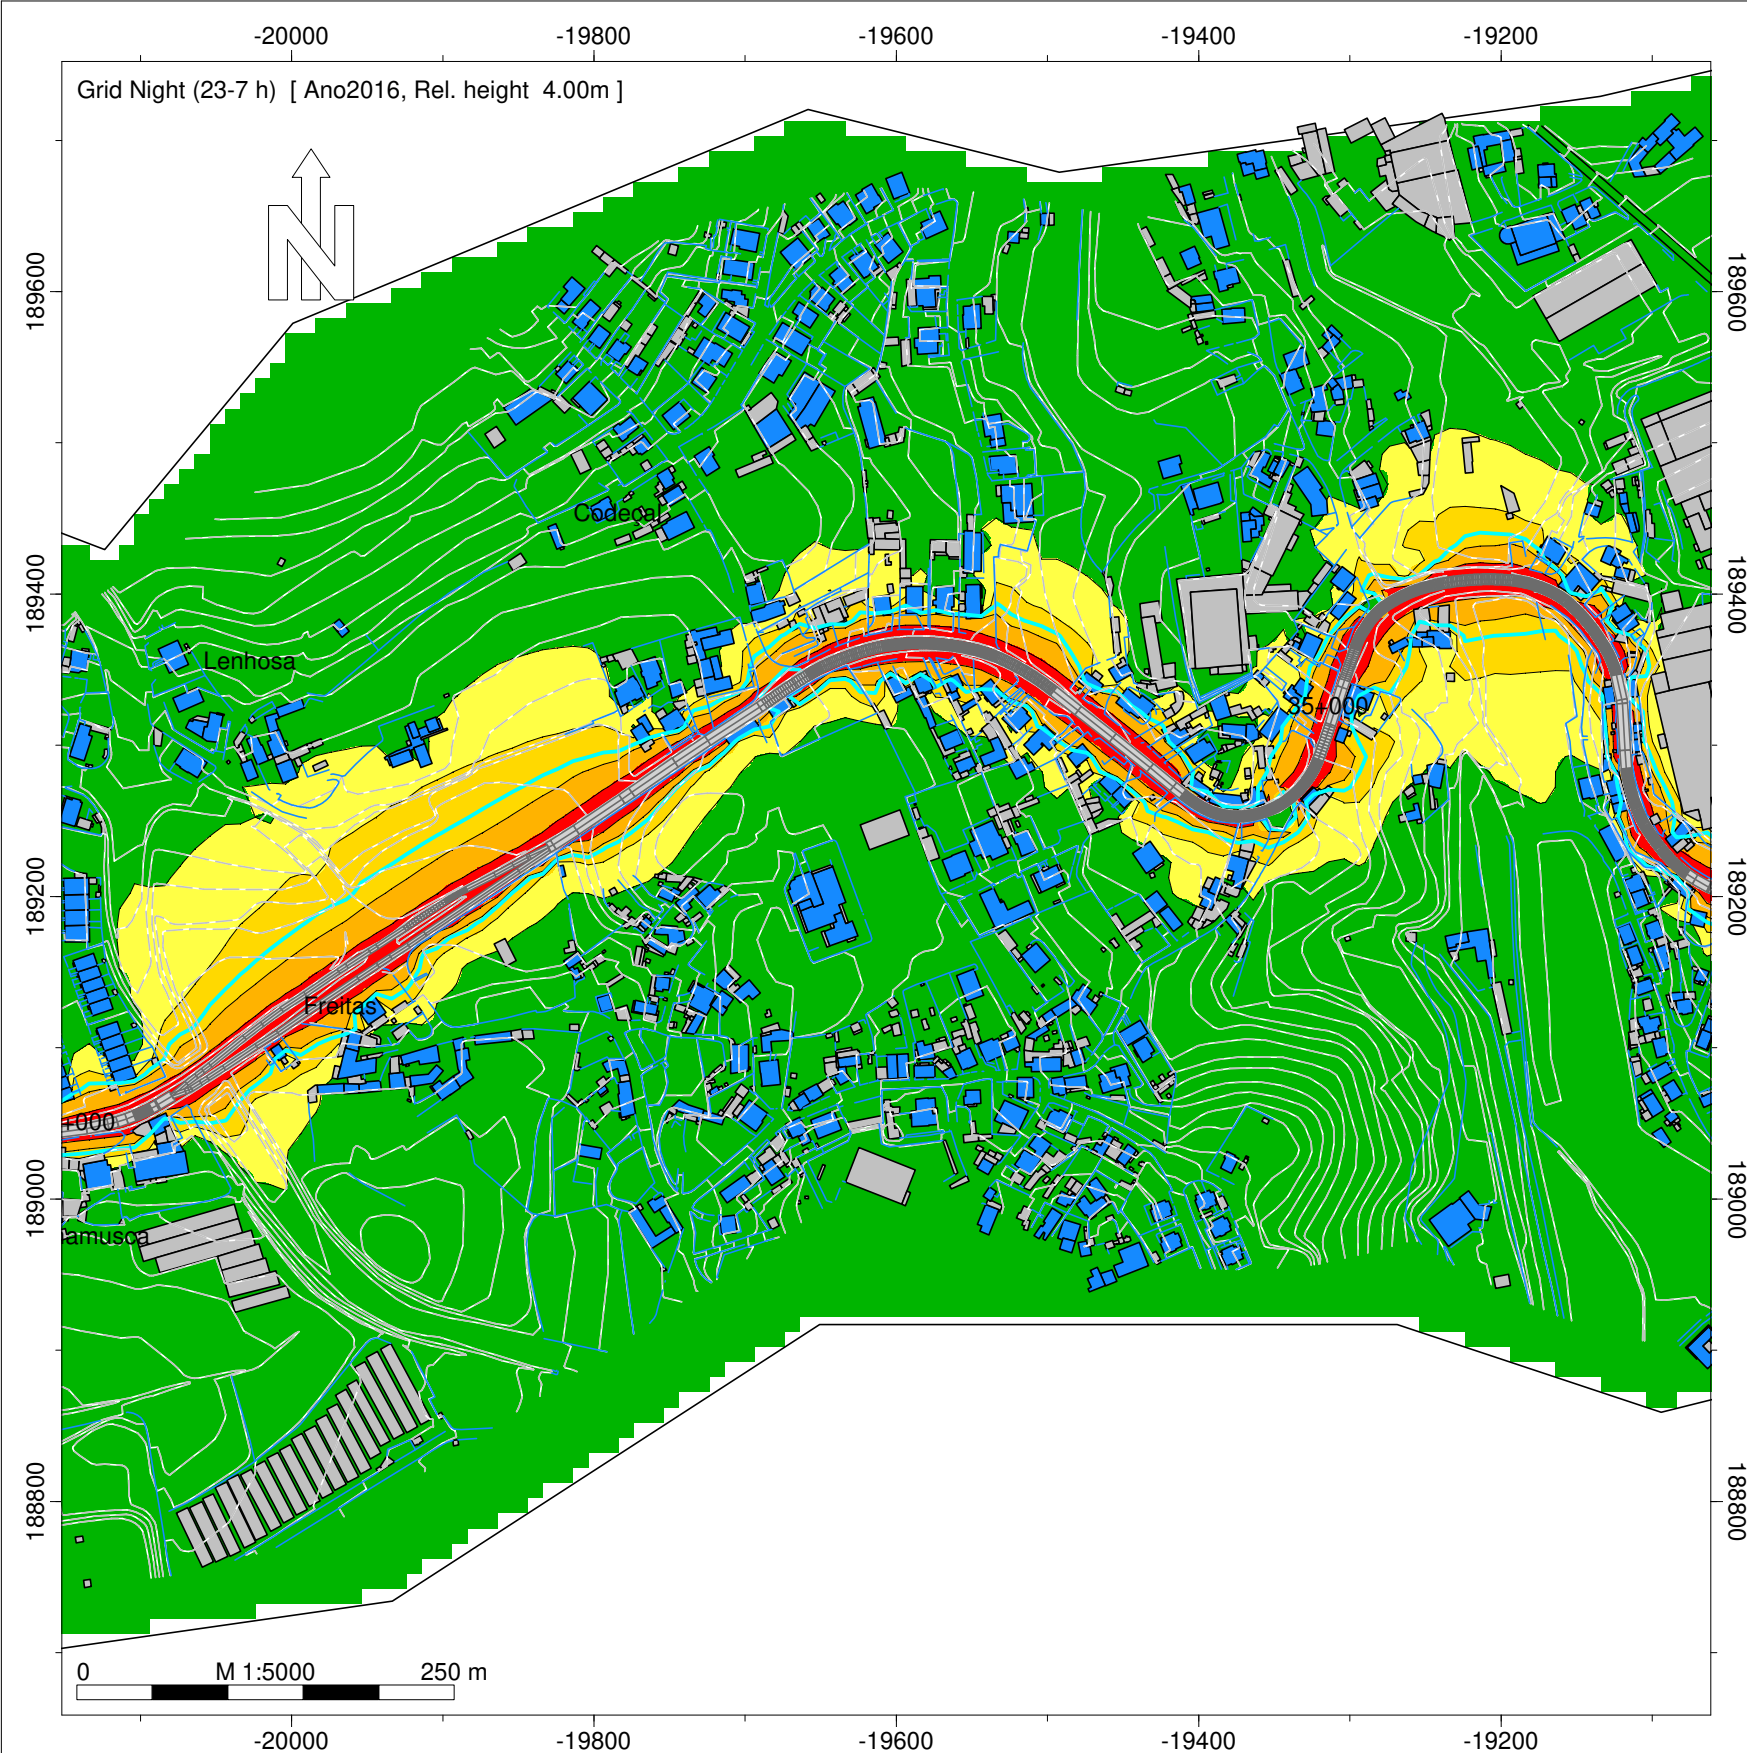 -20000 -19800 -19600 -19400 -19200
Grid Night (23-7 h) [ Ano2016, Rel. height 4.00m ]
N
189600 189600
Codeçal
189400 189400
Lenhosa
35+000
189200 189200
Freitas
+000
189000 189000
amusca
188800 188800
0 M 1:5000 250 m
-20000 -19800 -19600 -19400 -19200